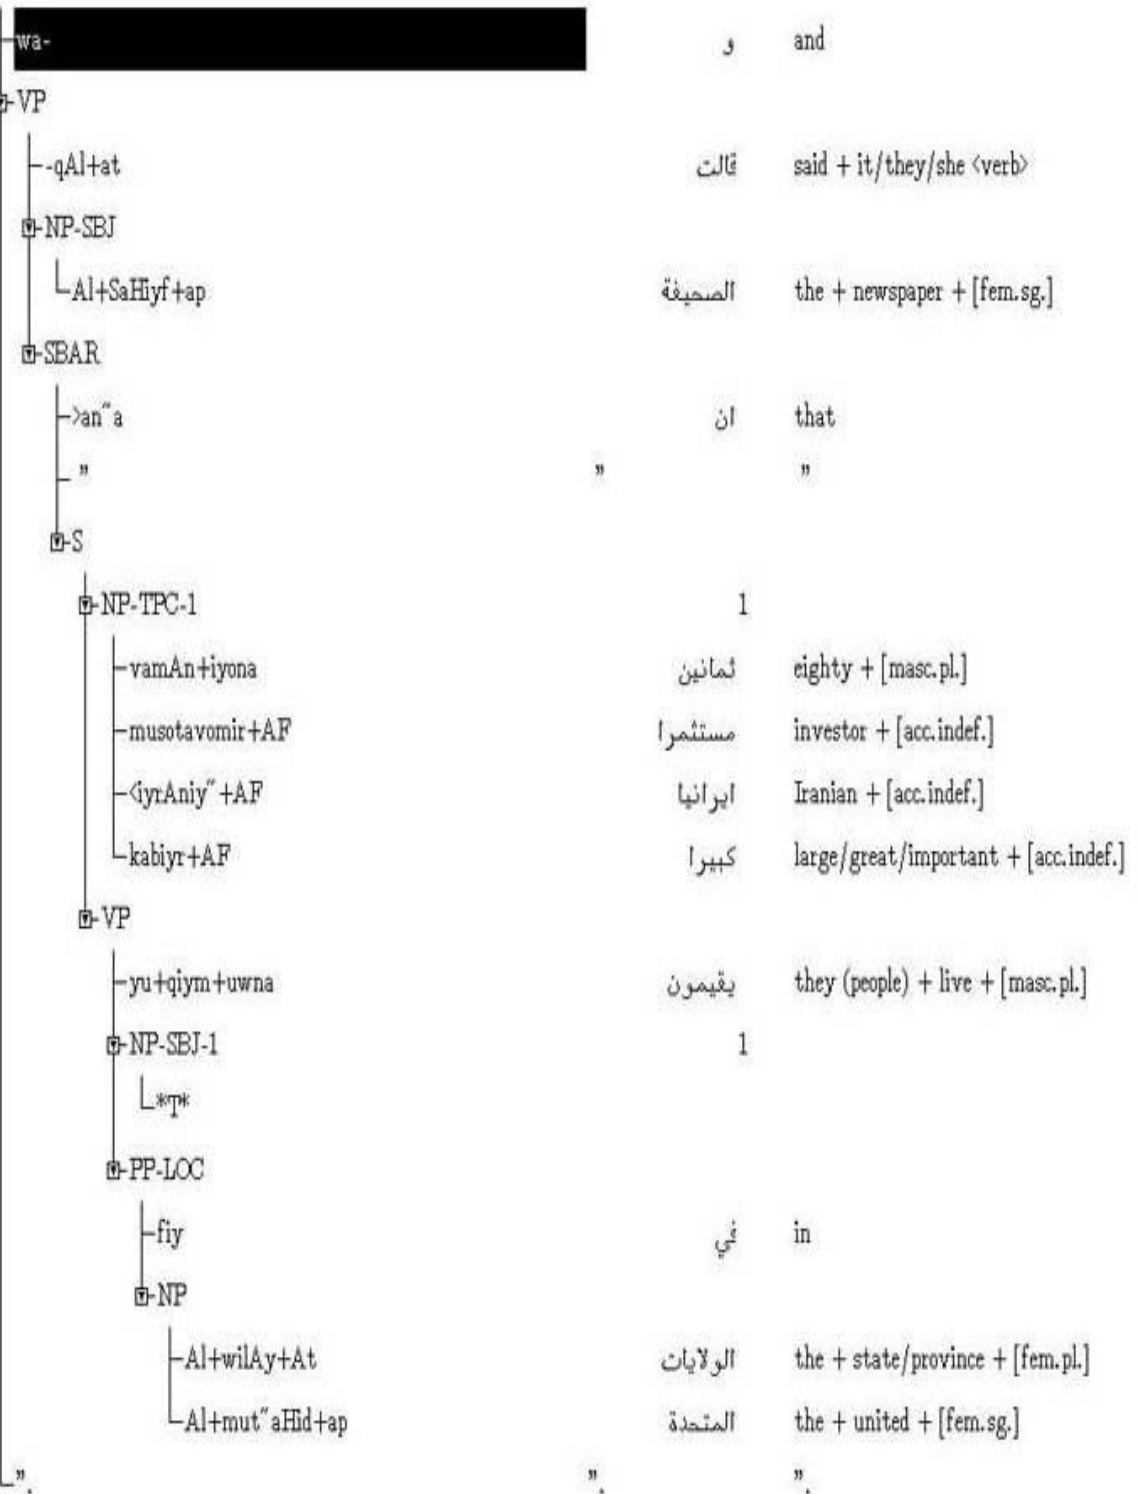 wa- و and
VP
-qAl+at قالت said + it/they/she <verb>
NP-SBJ
Al+SaHiyf+ap الصحيفة the + newspaper + [fem.sg.]
SBAR
>an~a ان that
" " "
S
NP-TPC-1 1
vamAn+iyona ثمانين eighty + [masc.pl.]
musotavomir+AF مستثمرا investor + [acc.indef.]
<iyrAniy~+AF ايرانيا Iranian + [acc.indef.]
kabiyr+AF كبيرا large/great/important + [acc.indef.]
VP
yu+qiym+uwna يقيمون they (people) + live + [masc.pl.]
NP-SBJ-1 1
*T*
PP-LOC
fiy في in
NP
Al+wilAy+At الولايات the + state/province + [fem.pl.]
Al+mut~aHid+ap المتحدة the + united + [fem.sg.]
". ". ".